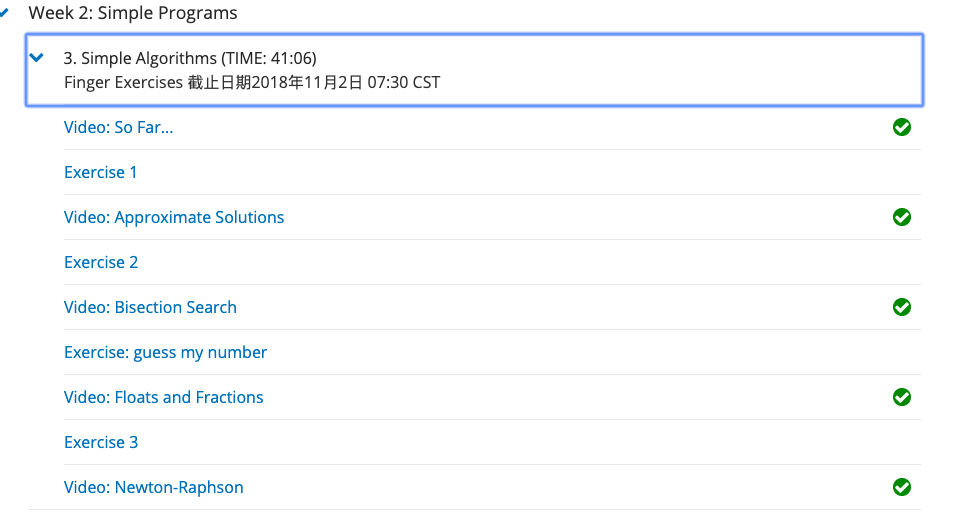 Week 2: Simple Programs
3. Simple Algorithms (TIME: 41:06)
Finger Exercises 截止日期2018年11月2日 07:30 CST
Video: So Far...
Exercise 1
Video: Approximate Solutions
Exercise 2
Video: Bisection Search
Exercise: guess my number
Video: Floats and Fractions
Exercise 3
Video: Newton-Raphson